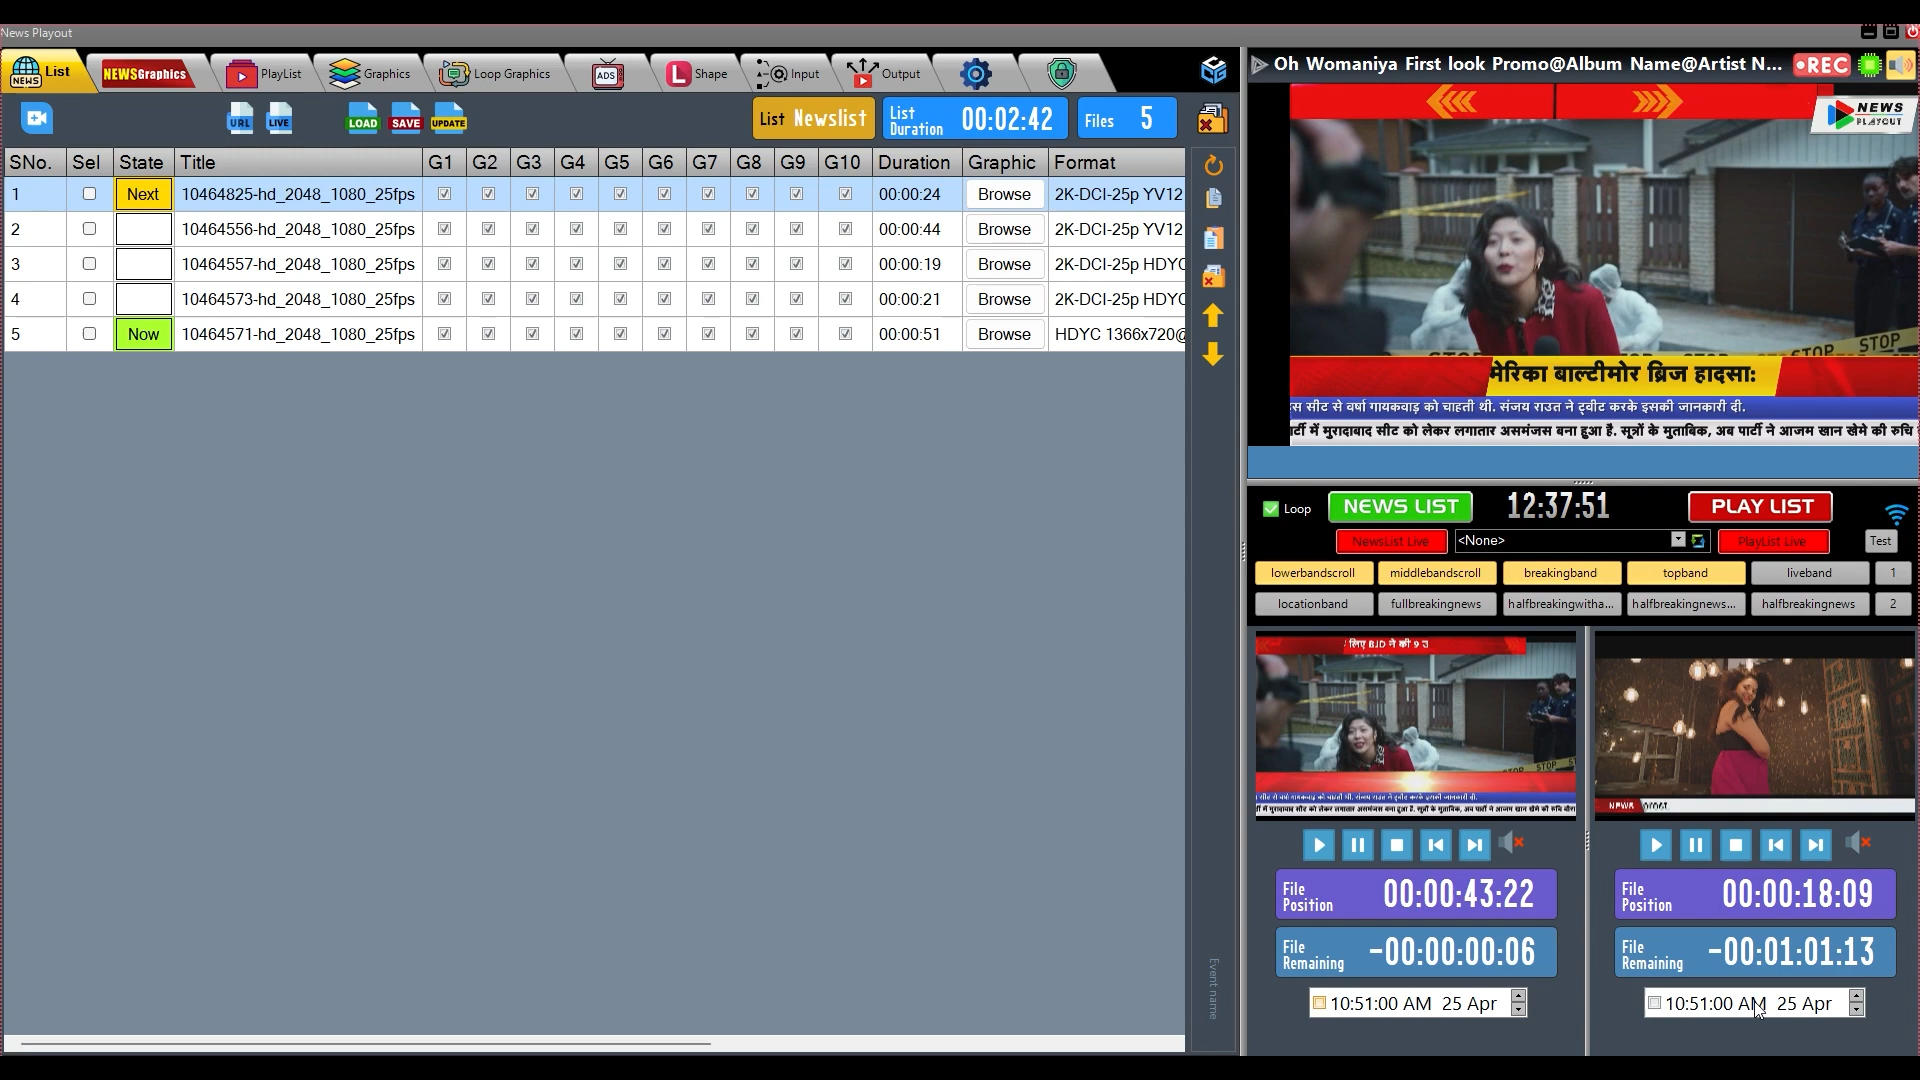 News Playout
List
NEWSGraphics
PlayList
Graphics
Loop Graphics
ADS
Shape
Input
Output
URL
LIVE
LOAD
SAVE
UPDATE
List Newslist
List Duration 00:02:42
Files 5
SNo. Sel State Title G1 G2 G3 G4 G5 G6 G7 G8 G9 G10 Duration Graphic Format
1 Next 10464825-hd_2048_1080_25fps 00:00:24 Browse 2K-DCI-25p YV12
2 10464556-hd_2048_1080_25fps 00:00:44 Browse 2K-DCI-25p YV12
3 10464557-hd_2048_1080_25fps 00:00:19 Browse 2K-DCI-25p HDYC
4 10464573-hd_2048_1080_25fps 00:00:21 Browse 2K-DCI-25p HDYC
5 Now 10464571-hd_2048_1080_25fps 00:00:51 Browse HDYC 1366x720@
Event name
Oh Womaniya First look Promo@Album Name@Artist N...
REC
NEWS
PLAYOUT
STOP
STOP
मेरिका बाल्टीमोर ब्रिज हादसा:
स सीट से वर्षा गायकवाड़ को चाहती थी. संजय राउत ने ट्वीट करके इसकी जानकारी दी.
ार्टी में मुरादाबाद सीट को लेकर लगातार असमंजस बना हुआ है. सूत्रों के मुताबिक, अब पार्टी ने आजम खान खेमे की रुचि
Loop
NEWS LIST
12:37:51
PLAY LIST
NewsList Live
<None>
PlayList Live
Test
lowerbandscroll
middlebandscroll
breakingband
topband
liveband
1
locationband
fullbreakingnews
halfbreakingwitha...
halfbreakingnews...
halfbreakingnews
2
लिए BJD ने की 9 उ
STOP
NEWS
File Position 00:00:43:22
File Remaining -00:00:00:06
10:51:00 AM 25 Apr
File Position 00:00:18:09
File Remaining -00:01:01:13
10:51:00 AM 25 Apr